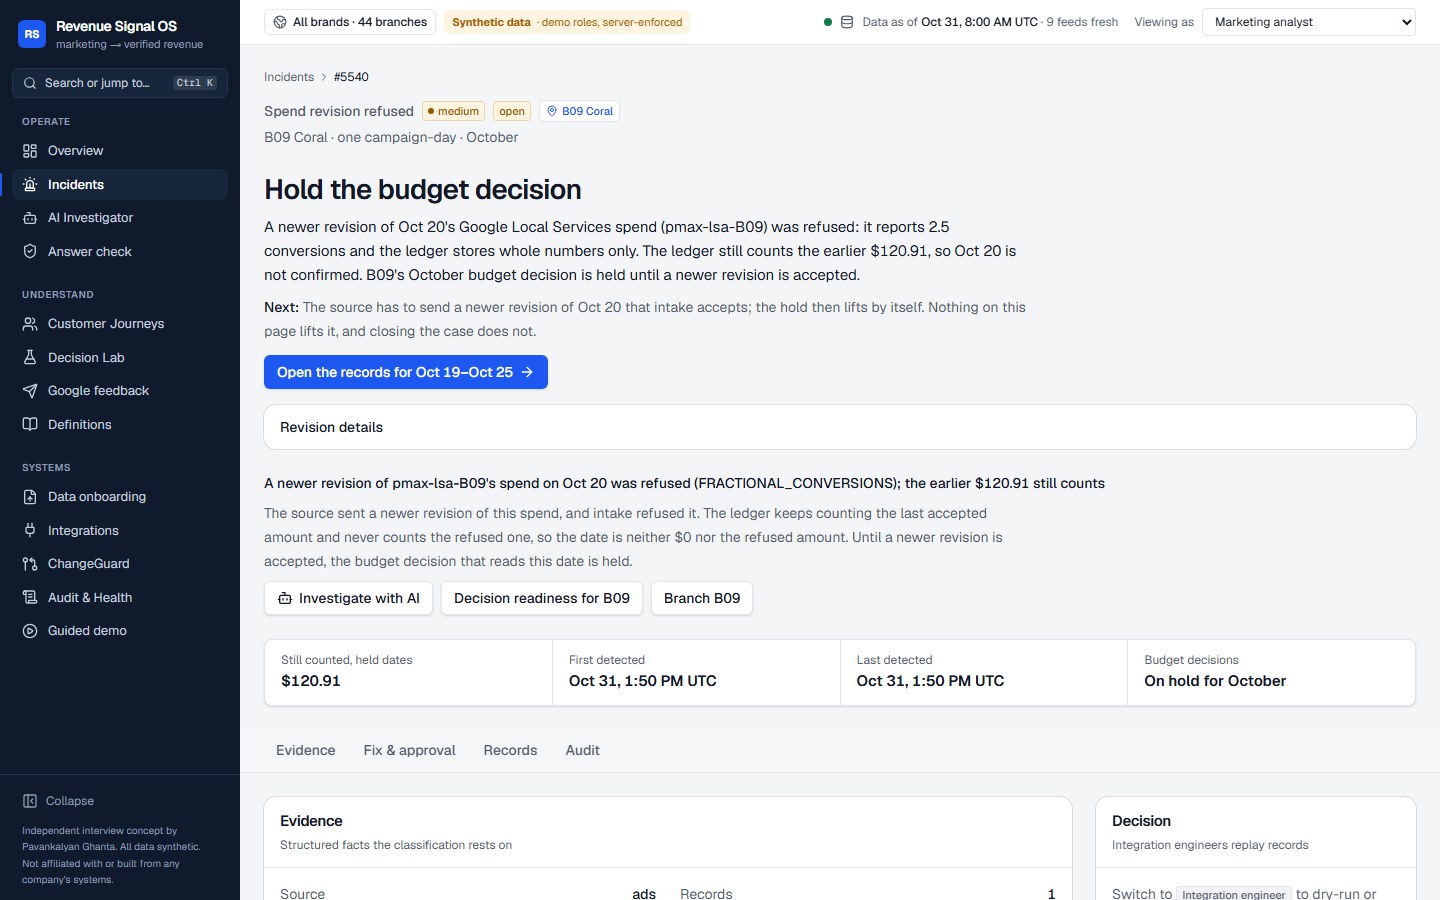 RS
Revenue Signal OS
marketing → verified revenue
Search or jump to... Ctrl K
OPERATE
Overview
Incidents
AI Investigator
Answer check
UNDERSTAND
Customer Journeys
Decision Lab
Google feedback
Definitions
SYSTEMS
Data onboarding
Integrations
ChangeGuard
Audit & Health
Guided demo
Collapse
Independent interview concept by
Pavankalyan Ghanta. All data synthetic.
Not affiliated with or built from any
company's systems.
All brands · 44 branches
Synthetic data · demo roles, server-enforced
Data as of Oct 31, 8:00 AM UTC · 9 feeds fresh
Viewing as
Marketing analyst
Incidents > #5540
Spend revision refused medium open B09 Coral
B09 Coral · one campaign-day · October
Hold the budget decision
A newer revision of Oct 20's Google Local Services spend (pmax-lsa-B09) was refused: it reports 2.5
conversions and the ledger stores whole numbers only. The ledger still counts the earlier $120.91, so Oct 20 is
not confirmed. B09's October budget decision is held until a newer revision is accepted.
Next: The source has to send a newer revision of Oct 20 that intake accepts; the hold then lifts by itself. Nothing on this
page lifts it, and closing the case does not.
Open the records for Oct 19–Oct 25 →
Revision details
A newer revision of pmax-lsa-B09's spend on Oct 20 was refused (FRACTIONAL_CONVERSIONS); the earlier $120.91 still counts
The source sent a newer revision of this spend, and intake refused it. The ledger keeps counting the last accepted
amount and never counts the refused one, so the date is neither $0 nor the refused amount. Until a newer revision is
accepted, the budget decision that reads this date is held.
Investigate with AI
Decision readiness for B09
Branch B09
Still counted, held dates
$120.91
First detected
Oct 31, 1:50 PM UTC
Last detected
Oct 31, 1:50 PM UTC
Budget decisions
On hold for October
Evidence
Fix & approval
Records
Audit
Evidence
Structured facts the classification rests on
Source ads
Records 1
Decision
Integration engineers replay records
Switch to Integration engineer to dry-run or